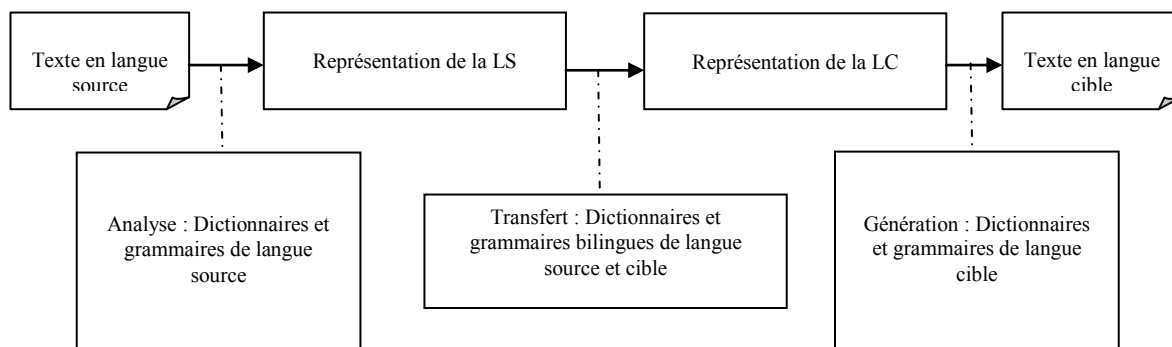 Texte en langue
source
Représentation de la LS
Représentation de la LC
Texte en langue
cible
Analyse : Dictionnaires et
grammaires de langue
source
Transfert : Dictionnaires et
grammaires bilingues de langue
source et cible
Génération : Dictionnaires
et grammaires de langue
cible